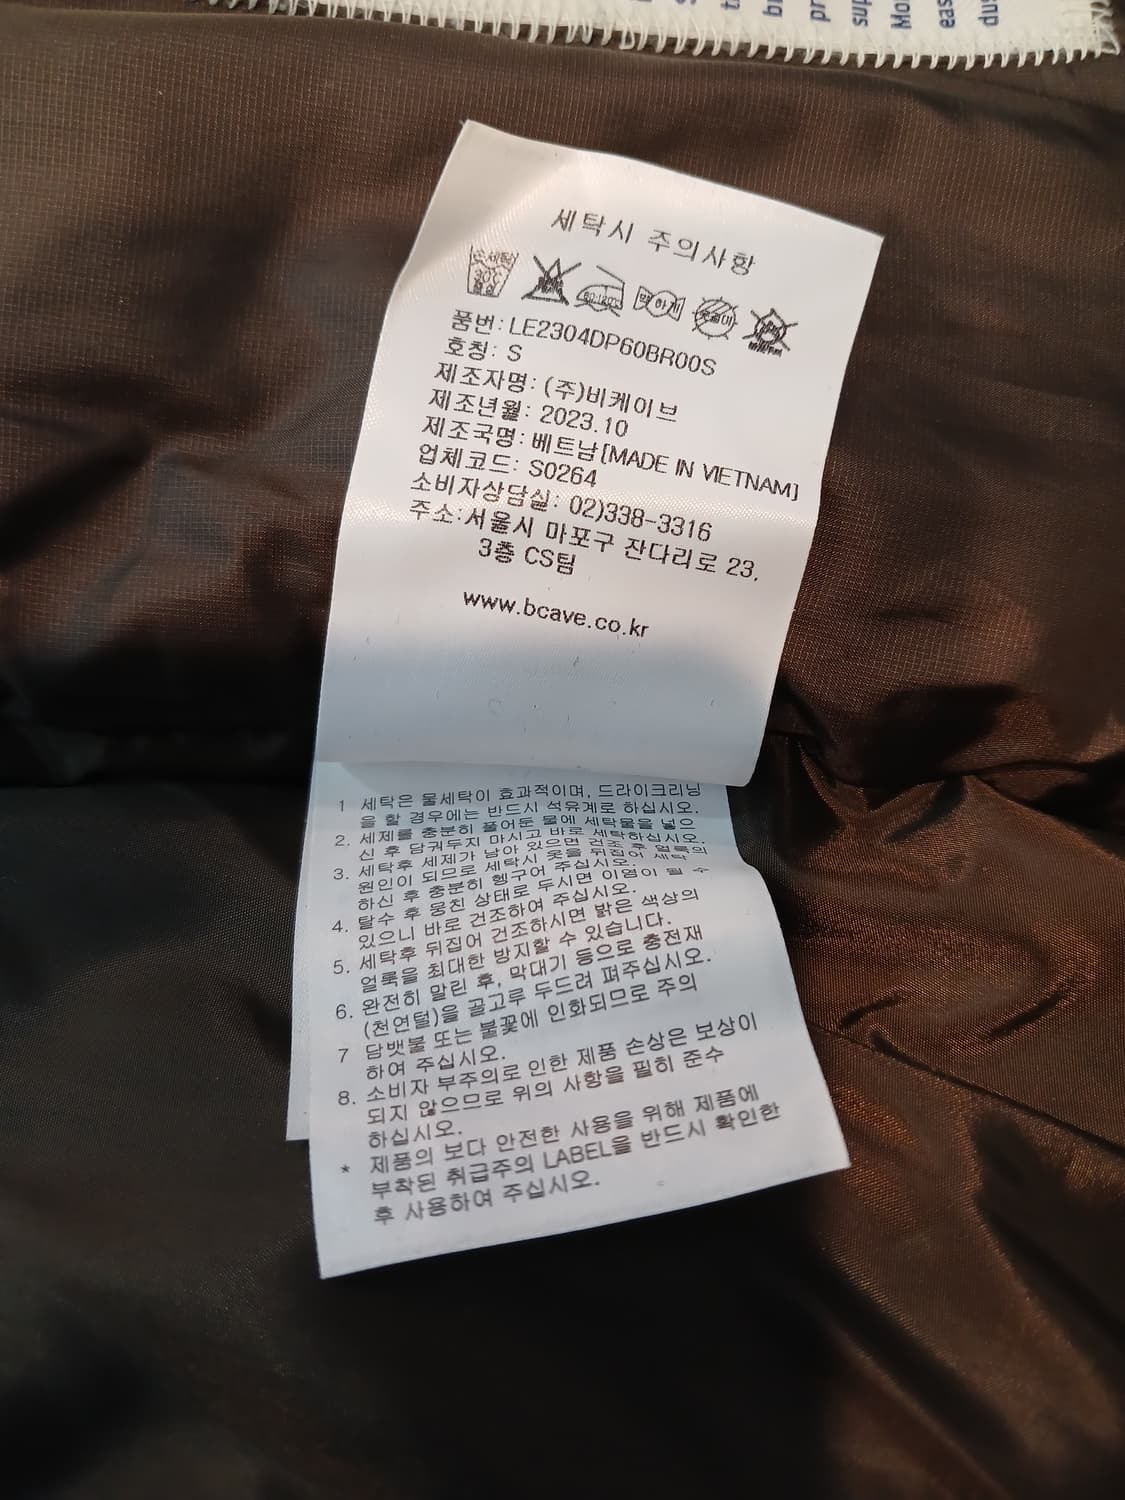 세탁시 주의사항
손세탁
30℃
중성
80-120℃
약하게
품번: LE2304DP60BR00S
호칭: S
제조자명: (주)비케이브
제조년월: 2023.10
제조국명: 베트남[MADE IN VIETNAM]
업체코드: S0264
소비자상담실: 02)338-3316
주소:서울시 마포구 잔다리로 23,
3층 CS팀
www.bcave.co.kr
1 세탁은 물세탁이 효과적이며, 드라이크리닝
을 할 경우에는 반드시 석유계로 하십시오.
2. 세제를 충분히 풀어둔 물에 세탁물을 넣으
신 후 담궈두지 마시고 바로 세탁하십시오.
3. 세탁후 세제가 남아 있으면 건조 후 얼룩의
원인이 되므로 세탁시 옷을 뒤집어 세탁
하신 후 충분히 헹구어 주십시오.
4. 탈수 후 뭉친 상태로 두시면 이염이 될 수
있으니 바로 건조하여 주십시오.
5. 세탁후 뒤집어 건조하시면 밝은 색상의
얼룩을 최대한 방지할 수 있습니다.
6. 완전히 말린 후, 막대기 등으로 충전재
(천연털)을 골고루 두드려 펴주십시오.
7 담뱃불 또는 불꽃에 인화되므로 주의
하여 주십시오.
8. 소비자 부주의로 인한 제품 손상은 보상이
되지 않으므로 위의 사항을 필히 준수
하십시오.
* 제품의 보다 안전한 사용을 위해 제품에
부착된 취급주의 LABEL을 반드시 확인한
후 사용하여 주십시오.